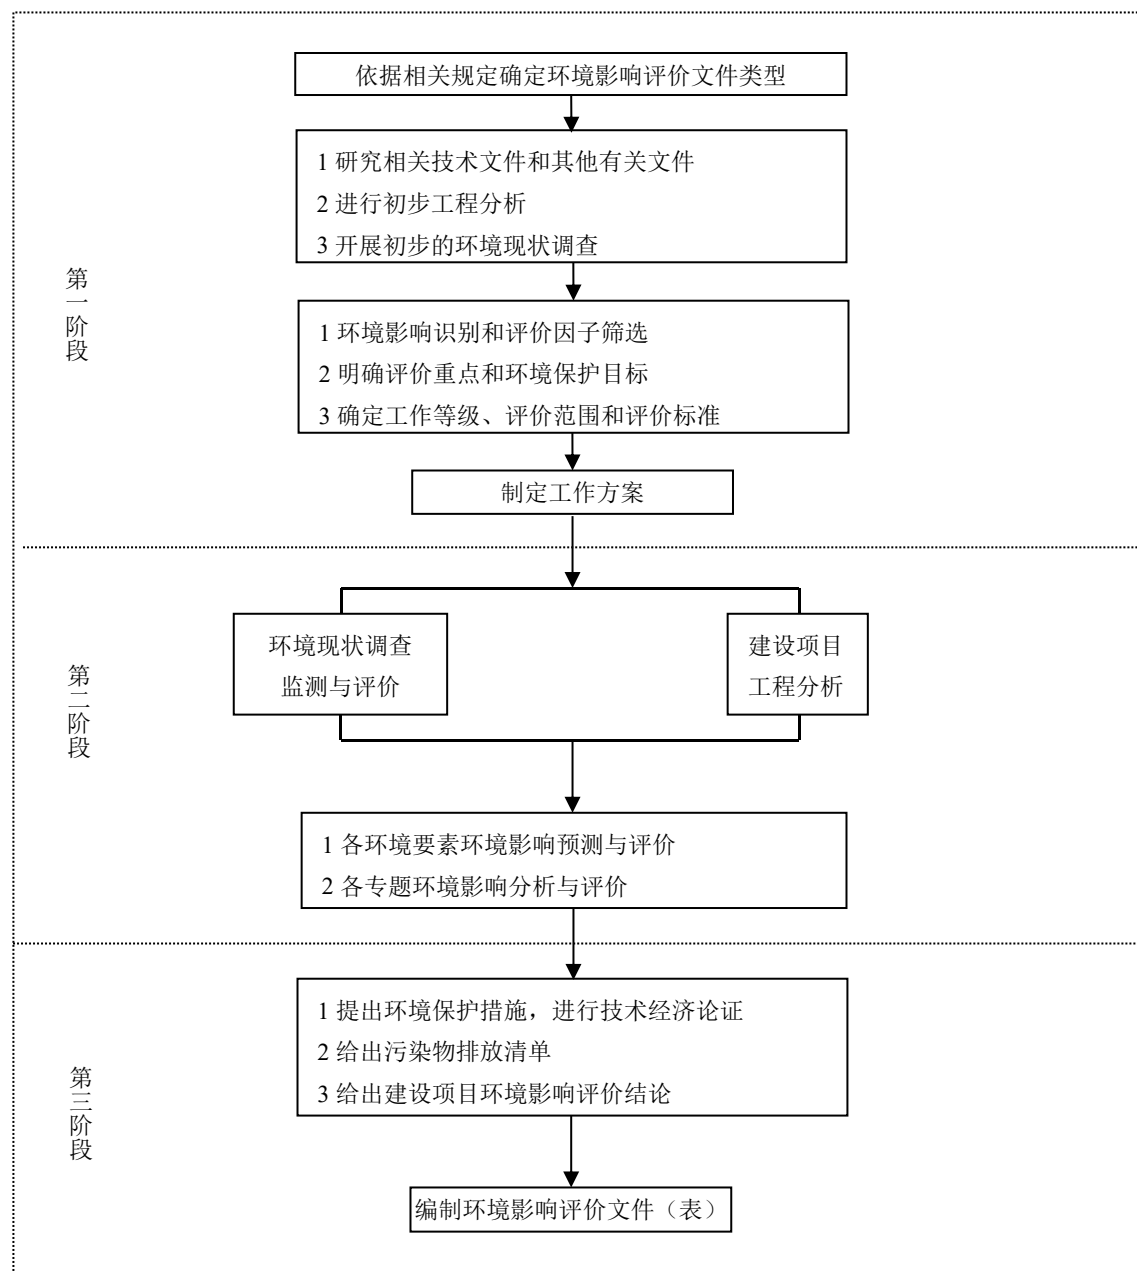 依据相关规定确定环境影响评价文件类型
1 研究相关技术文件和其他有关文件
2 进行初步工程分析
3 开展初步的环境现状调查
第一阶段
1 环境影响识别和评价因子筛选
2 明确评价重点和环境保护目标
3 确定工作等级、评价范围和评价标准
制定工作方案
第二阶段
环境现状调查
监测与评价
建设项目
工程分析
1 各环境要素环境影响预测与评价
2 各专题环境影响分析与评价
第三阶段
1 提出环境保护措施，进行技术经济论证
2 给出污染物排放清单
3 给出建设项目环境影响评价结论
编制环境影响评价文件（表）